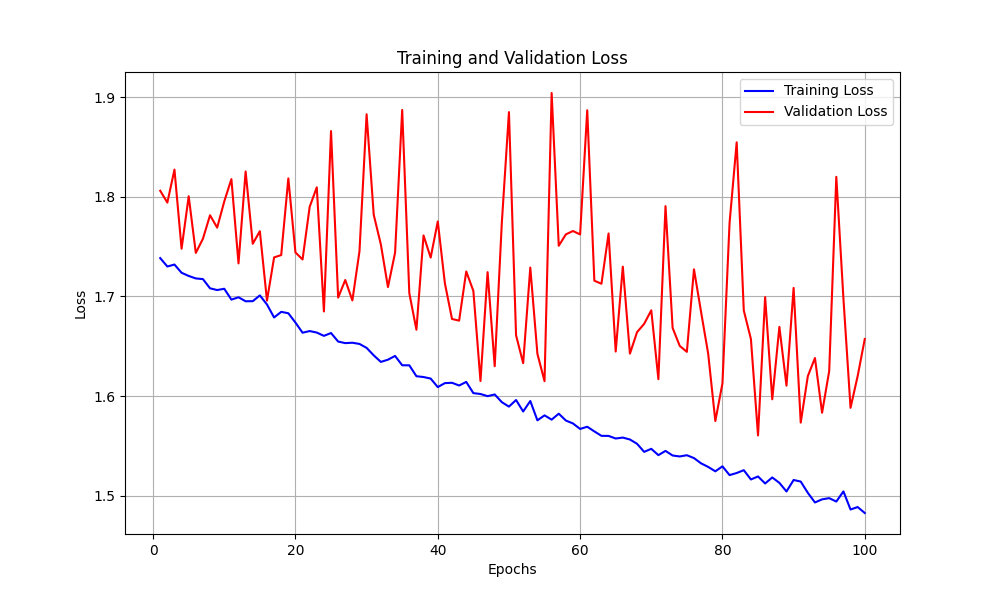 Training and Validation Loss
Training Loss
Validation Loss
1.9
1.8
1.7
1.6
1.5
Loss
0 20 40 60 80 100
Epochs